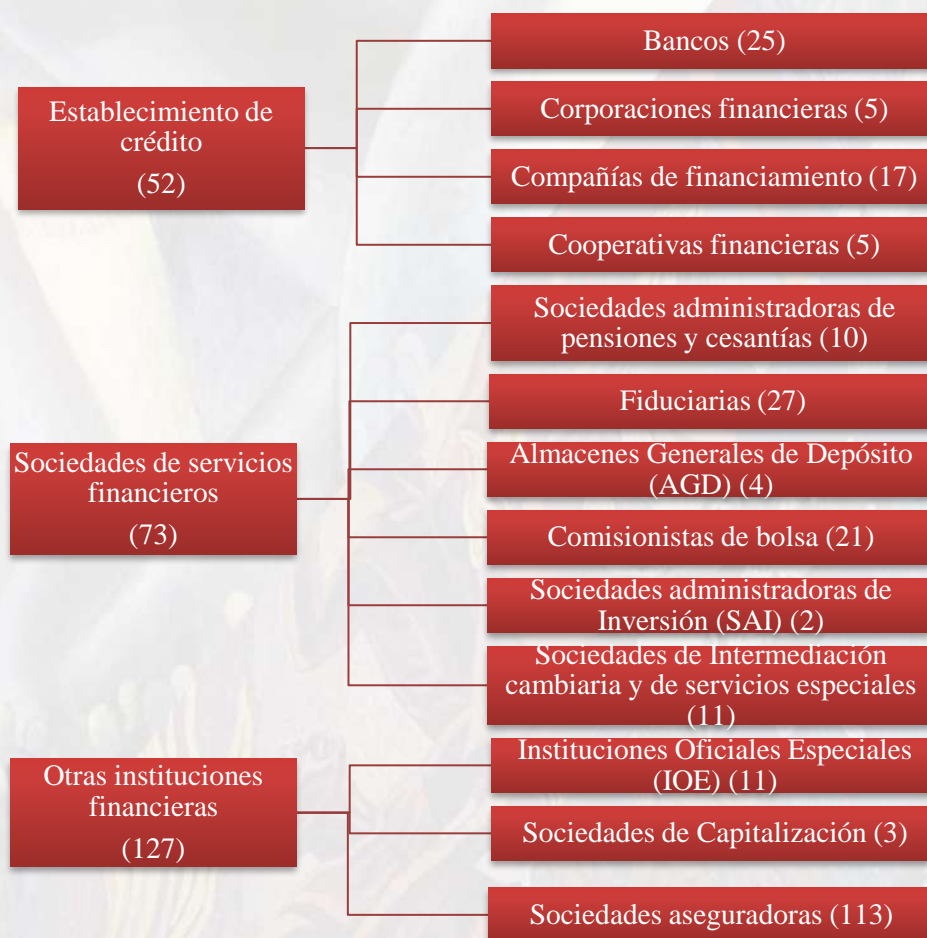 Establecimiento de
crédito
(52)
Bancos (25)
Corporaciones financieras (5)
Compañías de financiamiento (17)
Cooperativas financieras (5)
Sociedades de servicios
financieros
(73)
Sociedades administradoras de
pensiones y cesantías (10)
Fiduciarias (27)
Almacenes Generales de Depósito
(AGD) (4)
Comisionistas de bolsa (21)
Sociedades administradoras de
Inversión (SAI) (2)
Sociedades de Intermediación
cambiaria y de servicios especiales
(11)
Otras instituciones
financieras
(127)
Instituciones Oficiales Especiales
(IOE) (11)
Sociedades de Capitalización (3)
Sociedades aseguradoras (113)